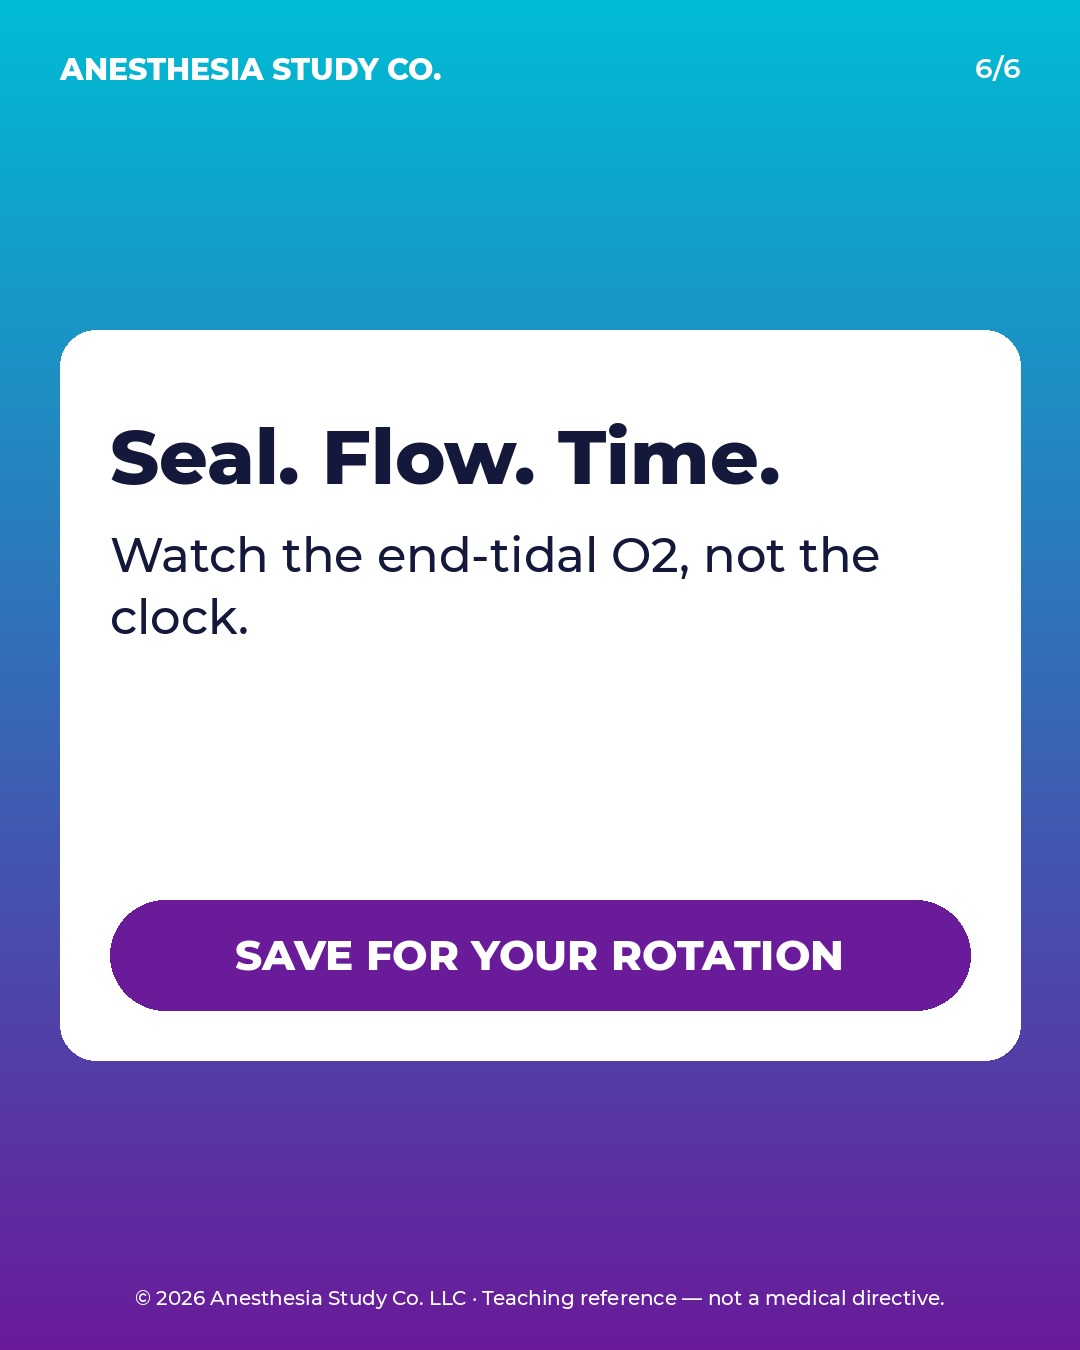 ANESTHESIA STUDY CO.
6/6
Seal. Flow. Time.
Watch the end-tidal O2, not the
clock.
SAVE FOR YOUR ROTATION
© 2026 Anesthesia Study Co. LLC · Teaching reference — not a medical directive.